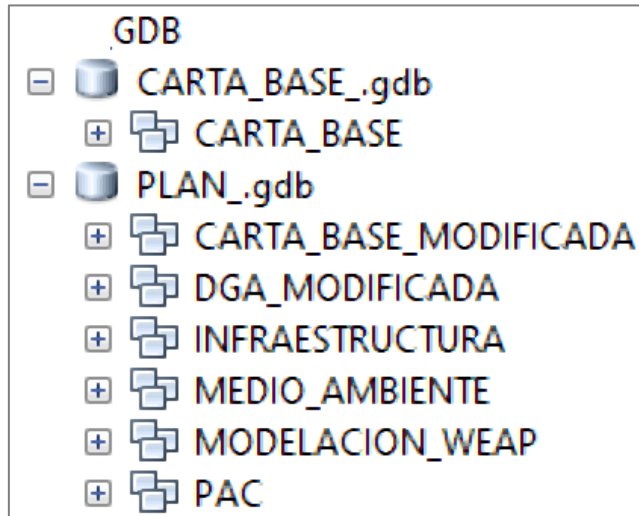 GDB
CARTA_BASE_.gdb
CARTA_BASE
PLAN_.gdb
CARTA_BASE_MODIFICADA
DGA_MODIFICADA
INFRAESTRUCTURA
MEDIO_AMBIENTE
MODELACION_WEAP
PAC